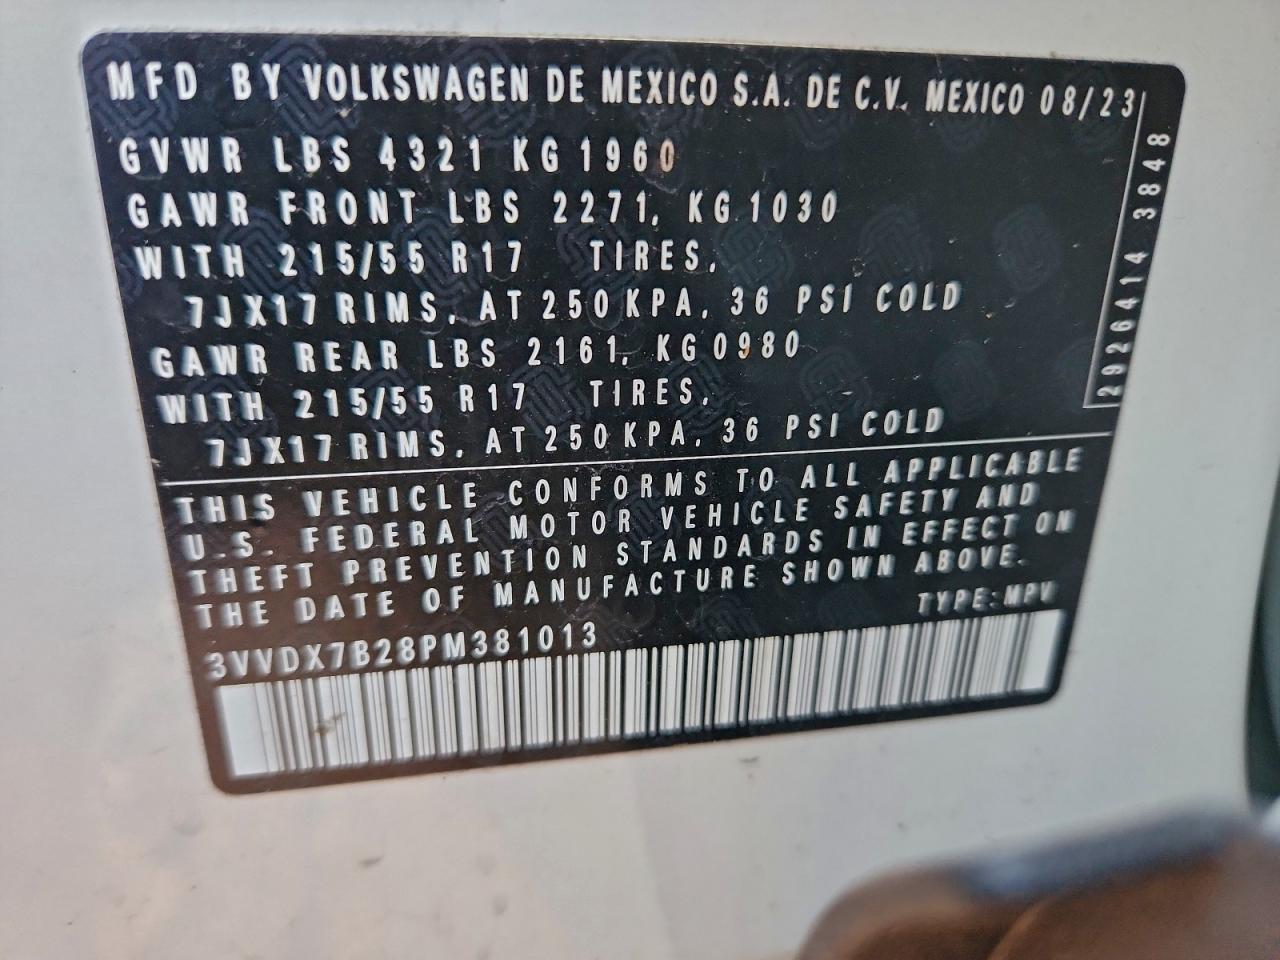 MFD BY VOLKSWAGEN DE MEXICO S.A. DE C.V. MEXICO 08/23
GVWR LBS 4321 KG 1960
GAWR FRONT LBS 2271, KG 1030
WITH 215/55 R17 TIRES,
7JX17 RIMS, AT 250 KPA, 36 PSI COLD
GAWR REAR LBS 2161, KG 0980
WITH 215/55 R17 TIRES,
7JX17 RIMS, AT 250 KPA, 36 PSI COLD
2926414 3848
THIS VEHICLE CONFORMS TO ALL APPLICABLE
U.S. FEDERAL MOTOR VEHICLE SAFETY AND
THEFT PREVENTION STANDARDS IN EFFECT ON
THE DATE OF MANUFACTURE SHOWN ABOVE.
TYPE: MPV
3VVDX7B28PM381013